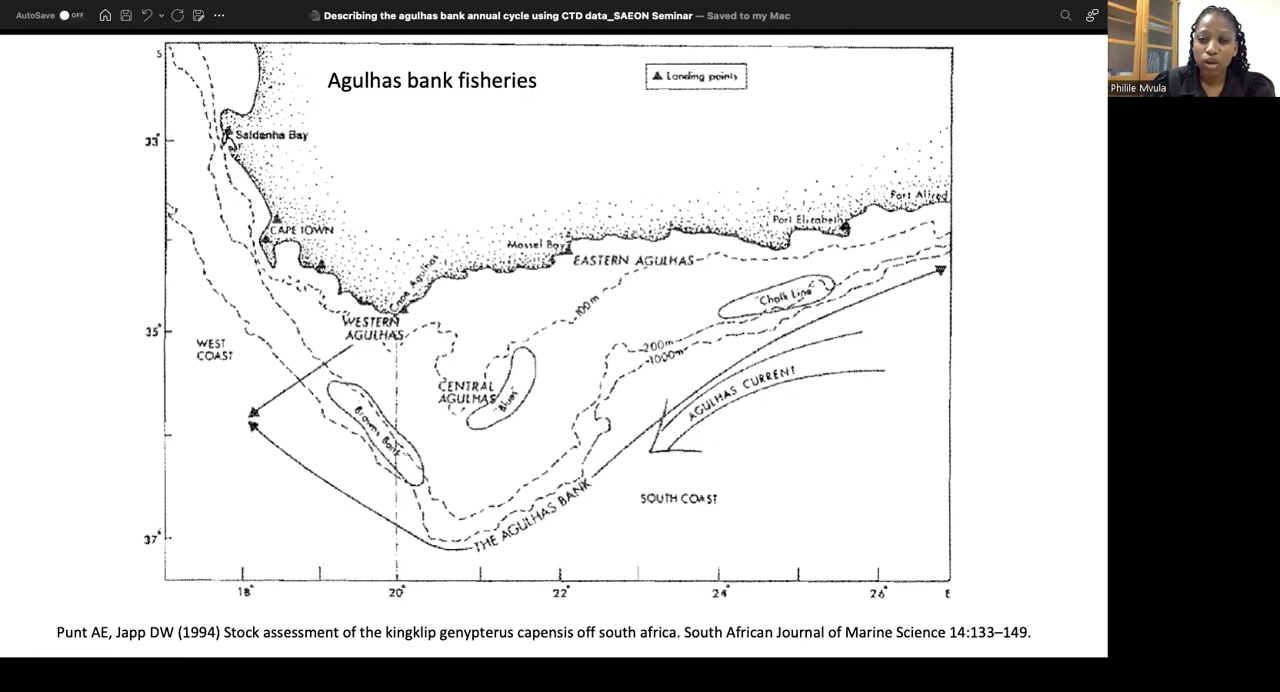 AutoSave OFF
Describing the agulhas bank annual cycle using CTD data_SAEON Seminar — Saved to my Mac
Philile Mvula
Agulhas bank fisheries
Landing points
S
33°
35°
37°
Saldanha Bay
CAPE TOWN
Mossel Bay
Port Elizabeth
Port Alfred
Cape Agulhas
EASTERN AGULHAS
WESTERN
AGULHAS
WEST
COAST
CENTRAL
AGULHAS
"Blues"
Browns Bank
"Chalk Line"
100m
200m
1000m
AGULHAS CURRENT
THE AGULHAS BANK
SOUTH COAST
18°
20°
22°
24°
26°
E
Punt AE, Japp DW (1994) Stock assessment of the kingklip genypterus capensis off south africa. South African Journal of Marine Science 14:133–149.